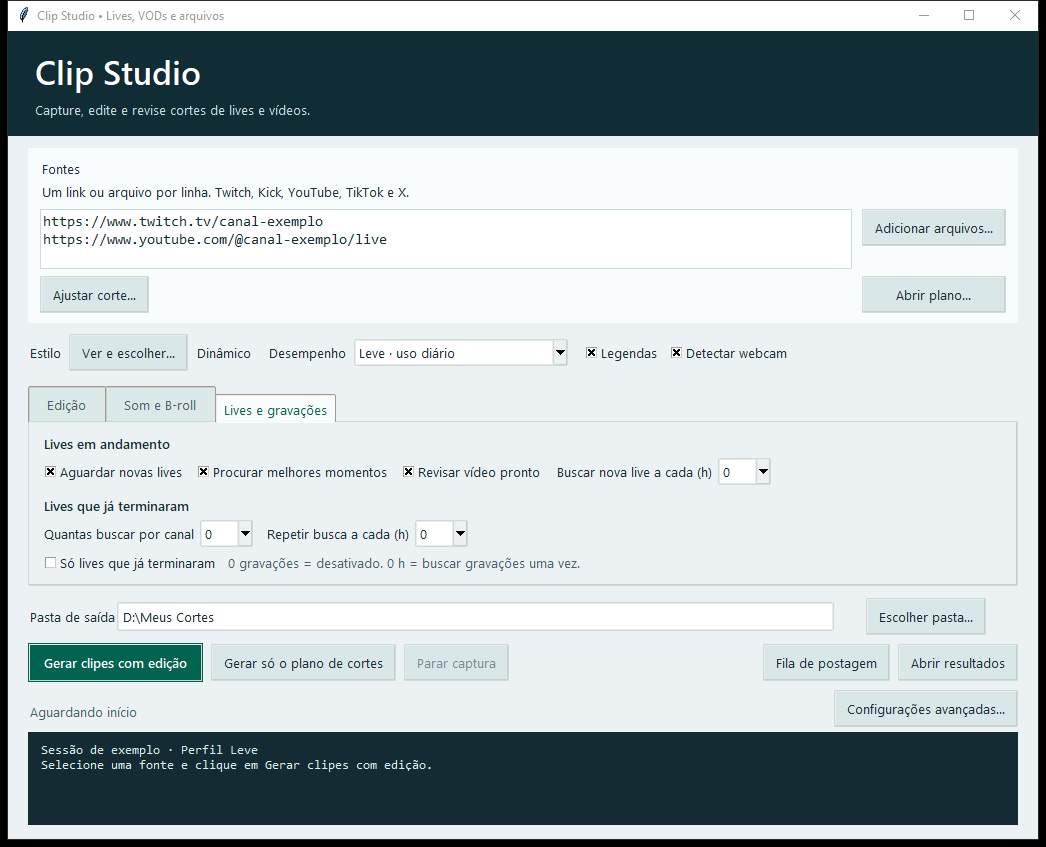 Clip Studio • Lives, VODs e arquivos
Clip Studio
Capture, edite e revise cortes de lives e vídeos.
Fontes
Um link ou arquivo por linha. Twitch, Kick, YouTube, TikTok e X.
https://www.twitch.tv/canal-exemplo
https://www.youtube.com/@canal-exemplo/live
Adicionar arquivos...
Ajustar corte...
Abrir plano...
Estilo Ver e escolher... Dinâmico Desempenho Leve · uso diário Legendas Detectar webcam
Edição Som e B-roll Lives e gravações
Lives em andamento
Aguardar novas lives Procurar melhores momentos Revisar vídeo pronto Buscar nova live a cada (h) 0
Lives que já terminaram
Quantas buscar por canal 0 Repetir busca a cada (h) 0
Só lives que já terminaram 0 gravações = desativado. 0 h = buscar gravações uma vez.
Pasta de saída D:\Meus Cortes Escolher pasta...
Gerar clipes com edição Gerar só o plano de cortes Parar captura Fila de postagem Abrir resultados
Aguardando início Configurações avançadas...
Sessão de exemplo · Perfil Leve
Selecione uma fonte e clique em Gerar clipes com edição.